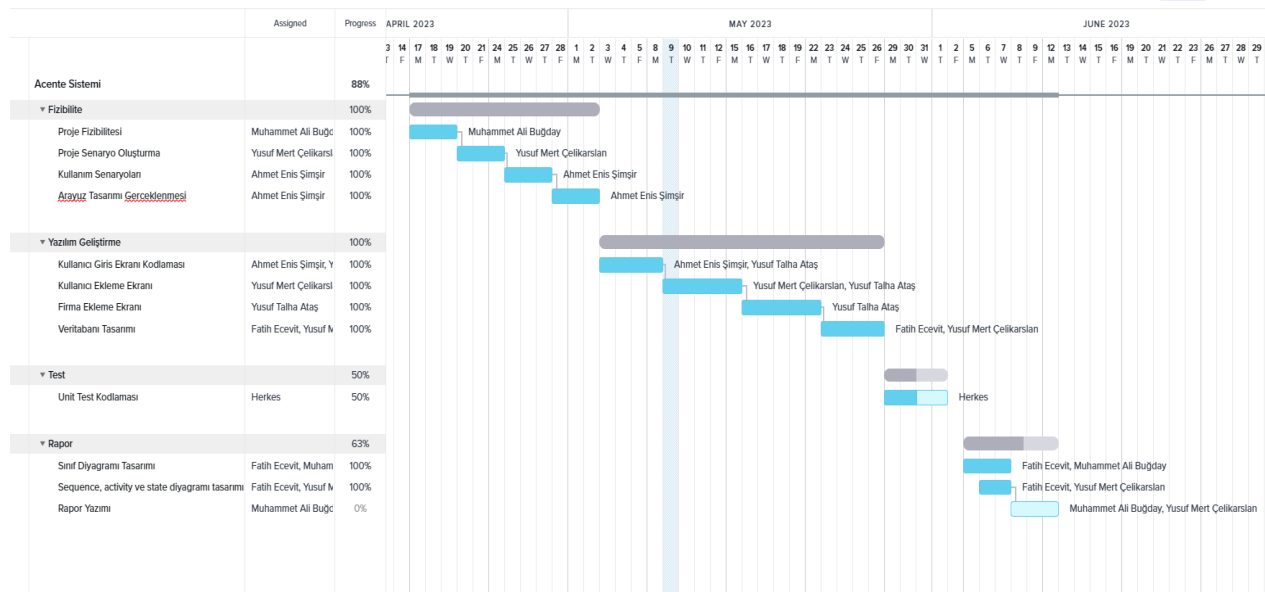 Assigned Progress APRIL 2023 MAY 2023 JUNE 2023
3 14 17 18 19 20 21 24 25 26 27 28 1 2 3 4 5 8 9 10 11 12 15 16 17 18 19 22 23 24 25 26 29 30 31 1 2 5 6 7 8 9 12 13 14 15 16 19 20 21 22 23 26 27 28 29
T F M T W T F M T W T F M T W T F M T W T F M T W T F M T W T F M T W T F M T W T F M T W T F M T W T F M T W T
Acente Sistemi 88%
Fizibilite 100%
Proje Fizibilitesi Muhammet Ali Buğd 100% Muhammet Ali Buğday
Proje Senaryo Oluşturma Yusuf Mert Çelikarsl 100% Yusuf Mert Çelikarslan
Kullanım Senaryoları Ahmet Enis Şimşir 100% Ahmet Enis Şimşir
Arayuz Tasarımı Gerceklenmesi Ahmet Enis Şimşir 100% Ahmet Enis Şimşir
Yazılım Geliştirme 100%
Kullanıcı Giris Ekranı Kodlaması Ahmet Enis Şimşir, Y 100% Ahmet Enis Şimşir, Yusuf Talha Ataş
Kullanıcı Ekleme Ekranı Yusuf Mert Çelikarsl 100% Yusuf Mert Çelikarslan, Yusuf Talha Ataş
Firma Ekleme Ekranı Yusuf Talha Ataş 100% Yusuf Talha Ataş
Veritabanı Tasarımı Fatih Ecevit, Yusuf M 100% Fatih Ecevit, Yusuf Mert Çelikarslan
Test 50%
Unit Test Kodlaması Herkes 50% Herkes
Rapor 63%
Sınıf Diyagramı Tasarımı Fatih Ecevit, Muham 100% Fatih Ecevit, Muhammet Ali Buğday
Sequence, activity ve state diyagramı tasarımı Fatih Ecevit, Yusuf M 100% Fatih Ecevit, Yusuf Mert Çelikarslan
Rapor Yazımı Muhammet Ali Buğd 0% Muhammet Ali Buğday, Yusuf Mert Çelikarslan